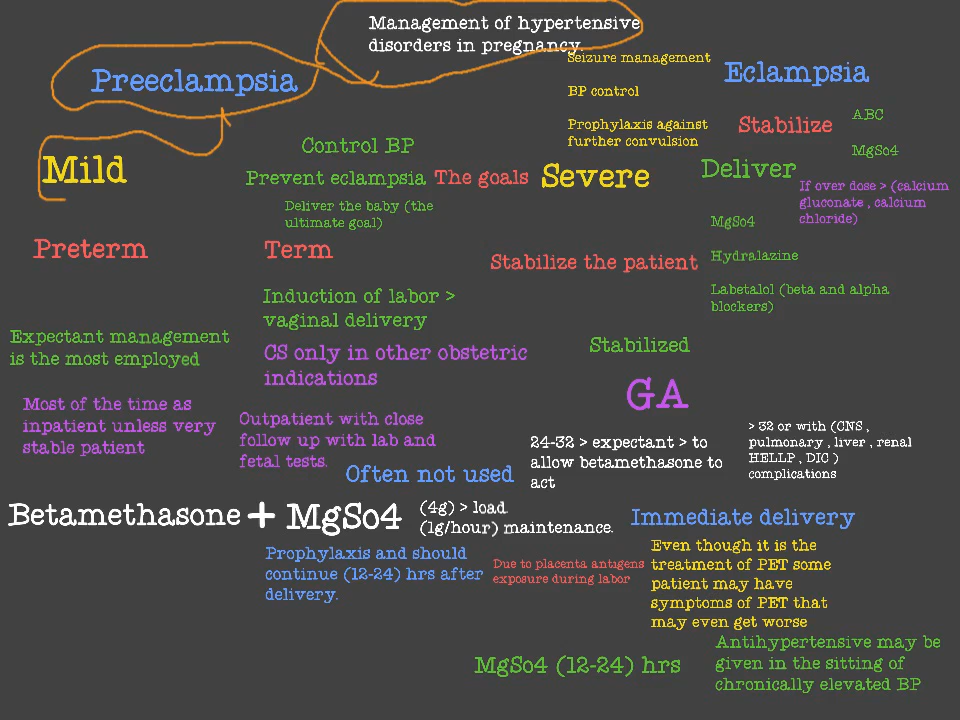 Management of hypertensive
disorders in pregnancy.
Preeclampsia
Seizure management
BP control
Prophylaxis against
further convulsion
Eclampsia
Stabilize
ABC
MgSo4
Deliver
If over dose > (calcium
gluconate , calcium
chloride)
Mild
Control BP
Prevent eclampsia
The goals
Deliver the baby (the
ultimate goal)
Severe
MgSo4
Hydralazine
Labetalol (beta and alpha
blockers)
Preterm
Term
Stabilize the patient
Induction of labor >
vaginal delivery
Expectant management
is the most employed
CS only in other obstetric
indications
Stabilized
GA
Most of the time as
inpatient unless very
stable patient
Outpatient with close
follow up with lab and
fetal tests.
Often not used
24-32 > expectant > to
allow betamethasone to
act
> 32 or with (CNS ,
pulmonary , liver , renal
HELLP , DIC )
complications
Betamethasone + MgSo4
(4g) > load
(1g/hour) maintenance.
Immediate delivery
Prophylaxis and should
continue (12-24) hrs after
delivery.
Due to placenta antigens
exposure during labor
Even though it is the
treatment of PET some
patient may have
symptoms of PET that
may even get worse
MgSo4 (12-24) hrs
Antihypertensive may be
given in the sitting of
chronically elevated BP